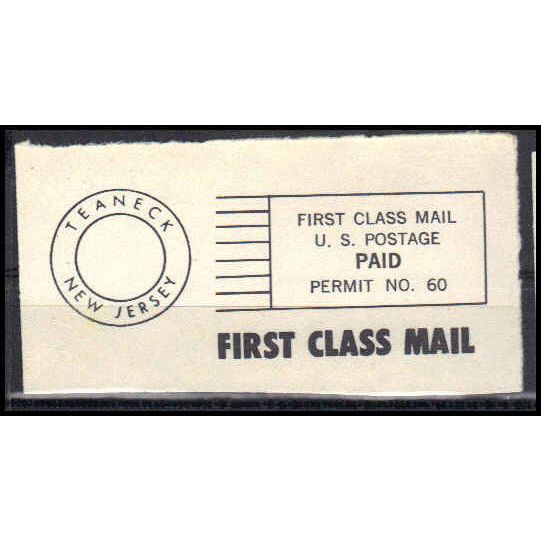 TEANECK
NEW JERSEY
FIRST CLASS MAIL
U. S. POSTAGE
PAID
PERMIT NO. 60
FIRST CLASS MAIL